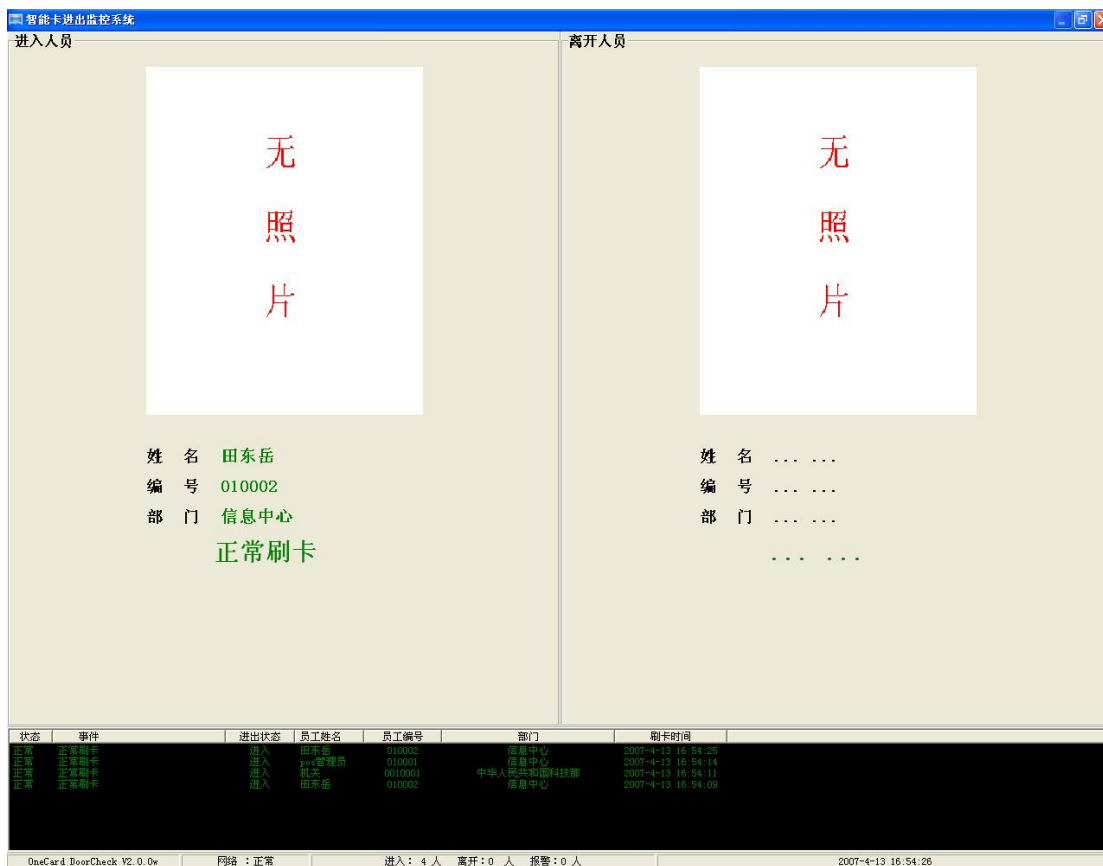 智能卡进出监控系统
进入人员
无
照
片
姓 名 田东岳
编 号 010002
部 门 信息中心
正常刷卡
离开人员
无
照
片
姓 名 ... ...
编 号 ... ...
部 门 ... ...
... ...
状态 事件 进出状态 员工姓名 员工编号 部门 刷卡时间
正常 正常刷卡 进入 田东岳 010002 信息中心 2007-4-13 16:54:25
正常 正常刷卡 进入 pos管理员 010001 信息中心 2007-4-13 16:54:14
正常 正常刷卡 进入 机关 0010001 中华人民共和国科技部 2007-4-13 16:54:11
正常 正常刷卡 进入 田东岳 010002 信息中心 2007-4-13 16:54:09
OneCard DoorCheck V2.0.0w 网络 :正常 进入: 4 人 离开:0 人 报警:0 人 2007-4-13 16:54:26